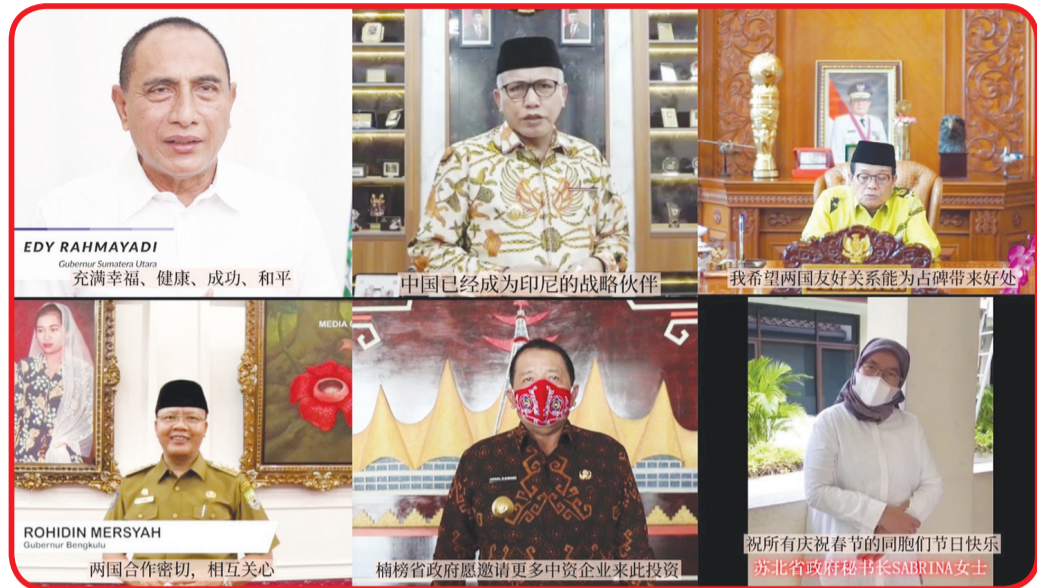 EDY RAHMAYADI
Gubernur Sumatera Utara
充满幸福、健康、成功、和平
中国已经成为印尼的战略伙伴
我希望两国友好关系能为占碑带来好处
MEDIA
ROHIDIN MERSYAH
Gubernur Bengkulu
两国合作密切，相互关心
楠榜省政府愿邀请更多中资企业来此投资
祝所有庆祝春节的同胞们节日快乐
苏北省政府秘书长SABRINA女士